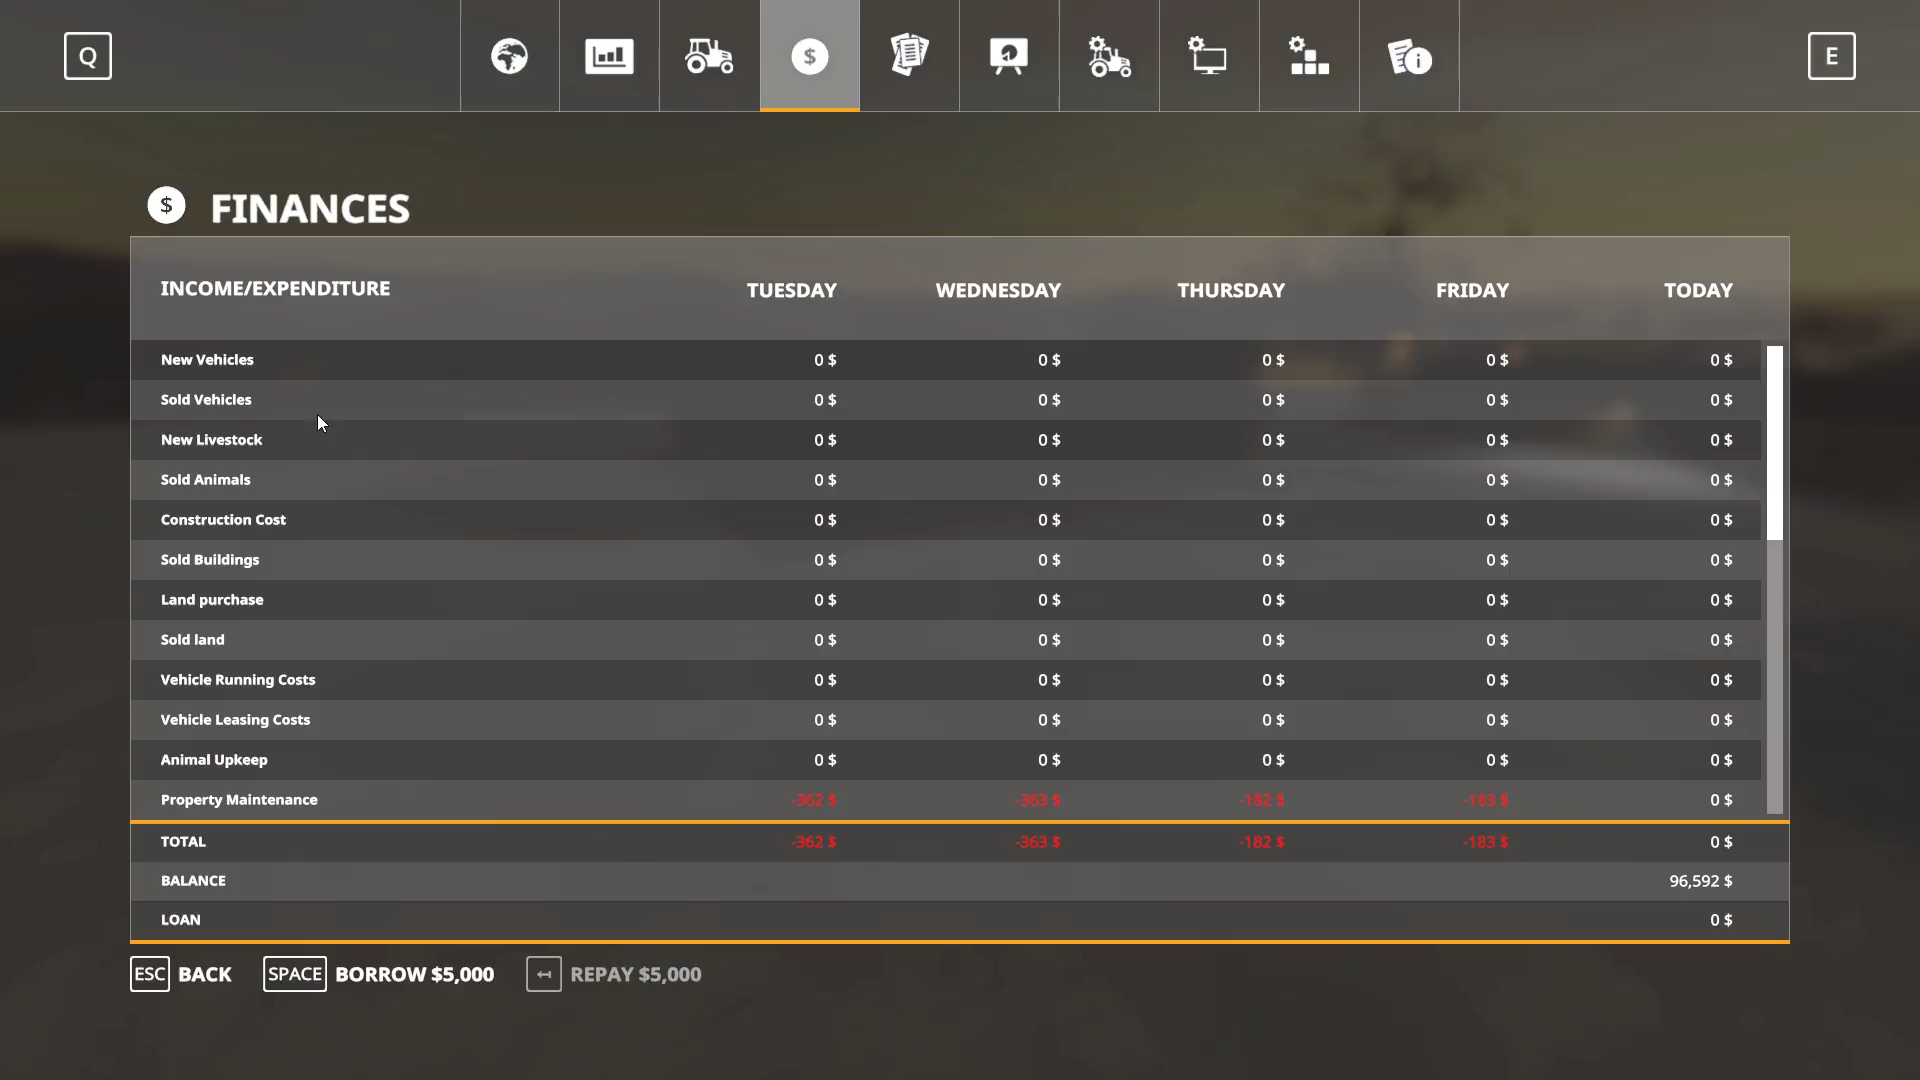 Q
$
E
$ FINANCES
INCOME/EXPENDITURE TUESDAY WEDNESDAY THURSDAY FRIDAY TODAY
New Vehicles 0 $ 0 $ 0 $ 0 $ 0 $
Sold Vehicles 0 $ 0 $ 0 $ 0 $ 0 $
New Livestock 0 $ 0 $ 0 $ 0 $ 0 $
Sold Animals 0 $ 0 $ 0 $ 0 $ 0 $
Construction Cost 0 $ 0 $ 0 $ 0 $ 0 $
Sold Buildings 0 $ 0 $ 0 $ 0 $ 0 $
Land purchase 0 $ 0 $ 0 $ 0 $ 0 $
Sold land 0 $ 0 $ 0 $ 0 $ 0 $
Vehicle Running Costs 0 $ 0 $ 0 $ 0 $ 0 $
Vehicle Leasing Costs 0 $ 0 $ 0 $ 0 $ 0 $
Animal Upkeep 0 $ 0 $ 0 $ 0 $ 0 $
Property Maintenance -362 $ -363 $ -182 $ -183 $ 0 $
TOTAL -362 $ -363 $ -182 $ -183 $ 0 $
BALANCE 96,592 $
LOAN 0 $
ESC BACK SPACE BORROW $5,000 REPAY $5,000